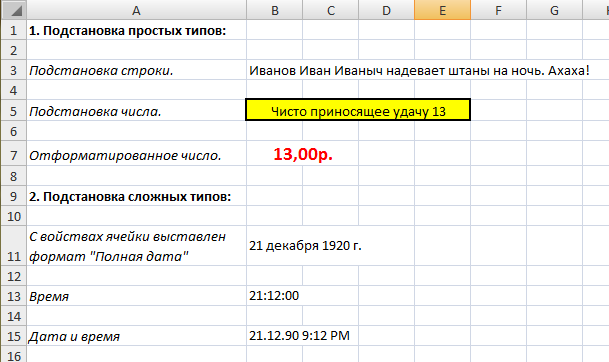 A B C D E F G
1 1. Подстановка простых типов:
2
3 Подстановка строки. Иванов Иван Иваныч надевает штаны на ночь. Ахаха!
4
5 Подстановка числа. Чисто приносящее удачу 13
6
7 Отформатированное число. 13,00р.
8
9 2. Подстановка сложных типов:
10
С войствах ячейки выставлен
11 формат "Полная дата" 21 декабря 1920 г.
12
13 Время 21:12:00
14
15 Дата и время 21.12.90 9:12 PM
16